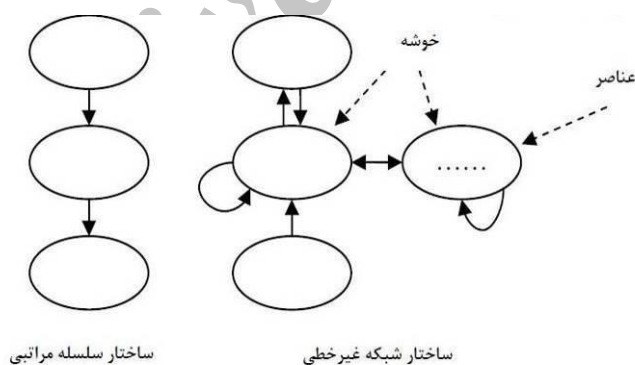 خوشه
عناصر
......
ساختار شبکه غیرخطی
ساختار سلسله مراتبی